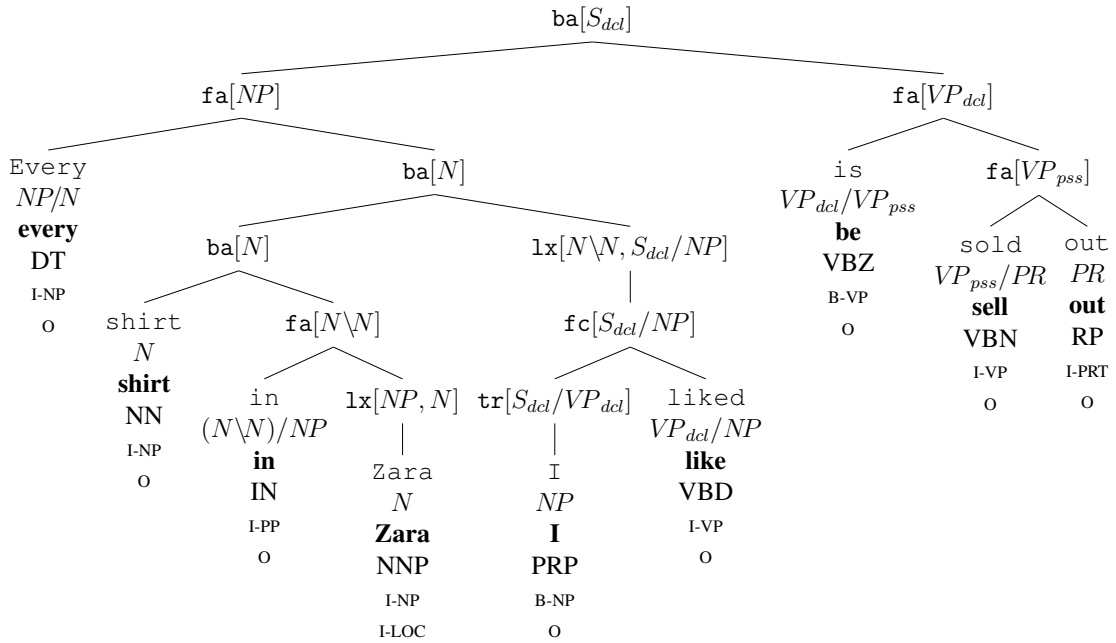 ba[S_dcl]
fa[NP] fa[VP_dcl]
Every ba[N] is fa[VP_pss]
NP/N VP_dcl/VP_pss
every ba[N] lx[N\N, S_dcl/NP] be sold out
DT VBZ VP_pss/PR PR
I-NP B-VP sell out
O shirt fa[N\N] fc[S_dcl/NP] O VBN RP
N I-VP I-PRT
shirt in lx[NP, N] tr[S_dcl/VP_dcl] liked O O
NN (N\N)/NP VP_dcl/NP
I-NP in Zara I like
O IN N NP VBD
I-PP Zara I I-VP
O NNP PRP O
I-NP B-NP
I-LOC O